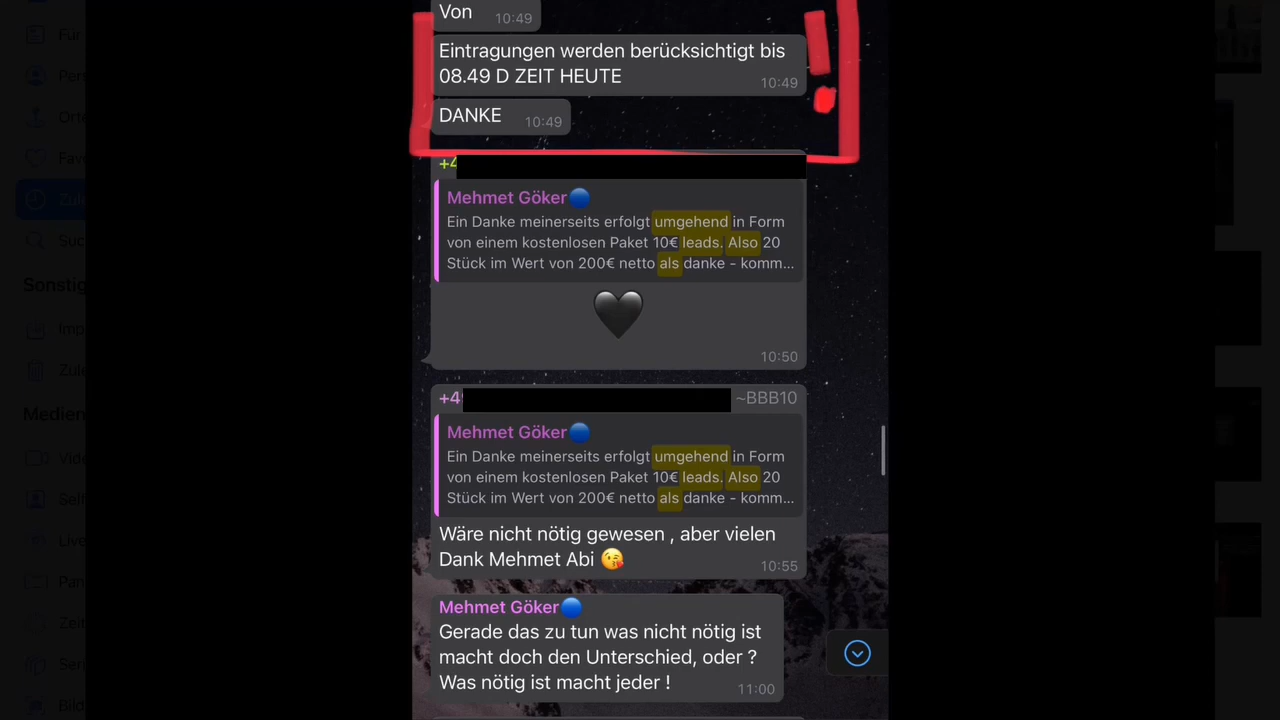 Von
10:49
Eintragungen werden berücksichtigt bis
08.49 D ZEIT HEUTE
10:49
DANKE
10:49
+4
Mehmet Göker🔵
Ein Danke meinerseits erfolgt umgehend in Form
von einem kostenlosen Paket 10€ leads. Also 20
Stück im Wert von 200€ netto als danke - komm...
🖤
10:50
+4
~BBB10
Mehmet Göker🔵
Ein Danke meinerseits erfolgt umgehend in Form
von einem kostenlosen Paket 10€ leads. Also 20
Stück im Wert von 200€ netto als danke - komm...
Wäre nicht nötig gewesen , aber vielen
Dank Mehmet Abi 😘
10:55
Mehmet Göker🔵
Gerade das zu tun was nicht nötig ist
macht doch den Unterschied, oder ?
Was nötig ist macht jeder !
11:00
Für
Sonstig
Medien